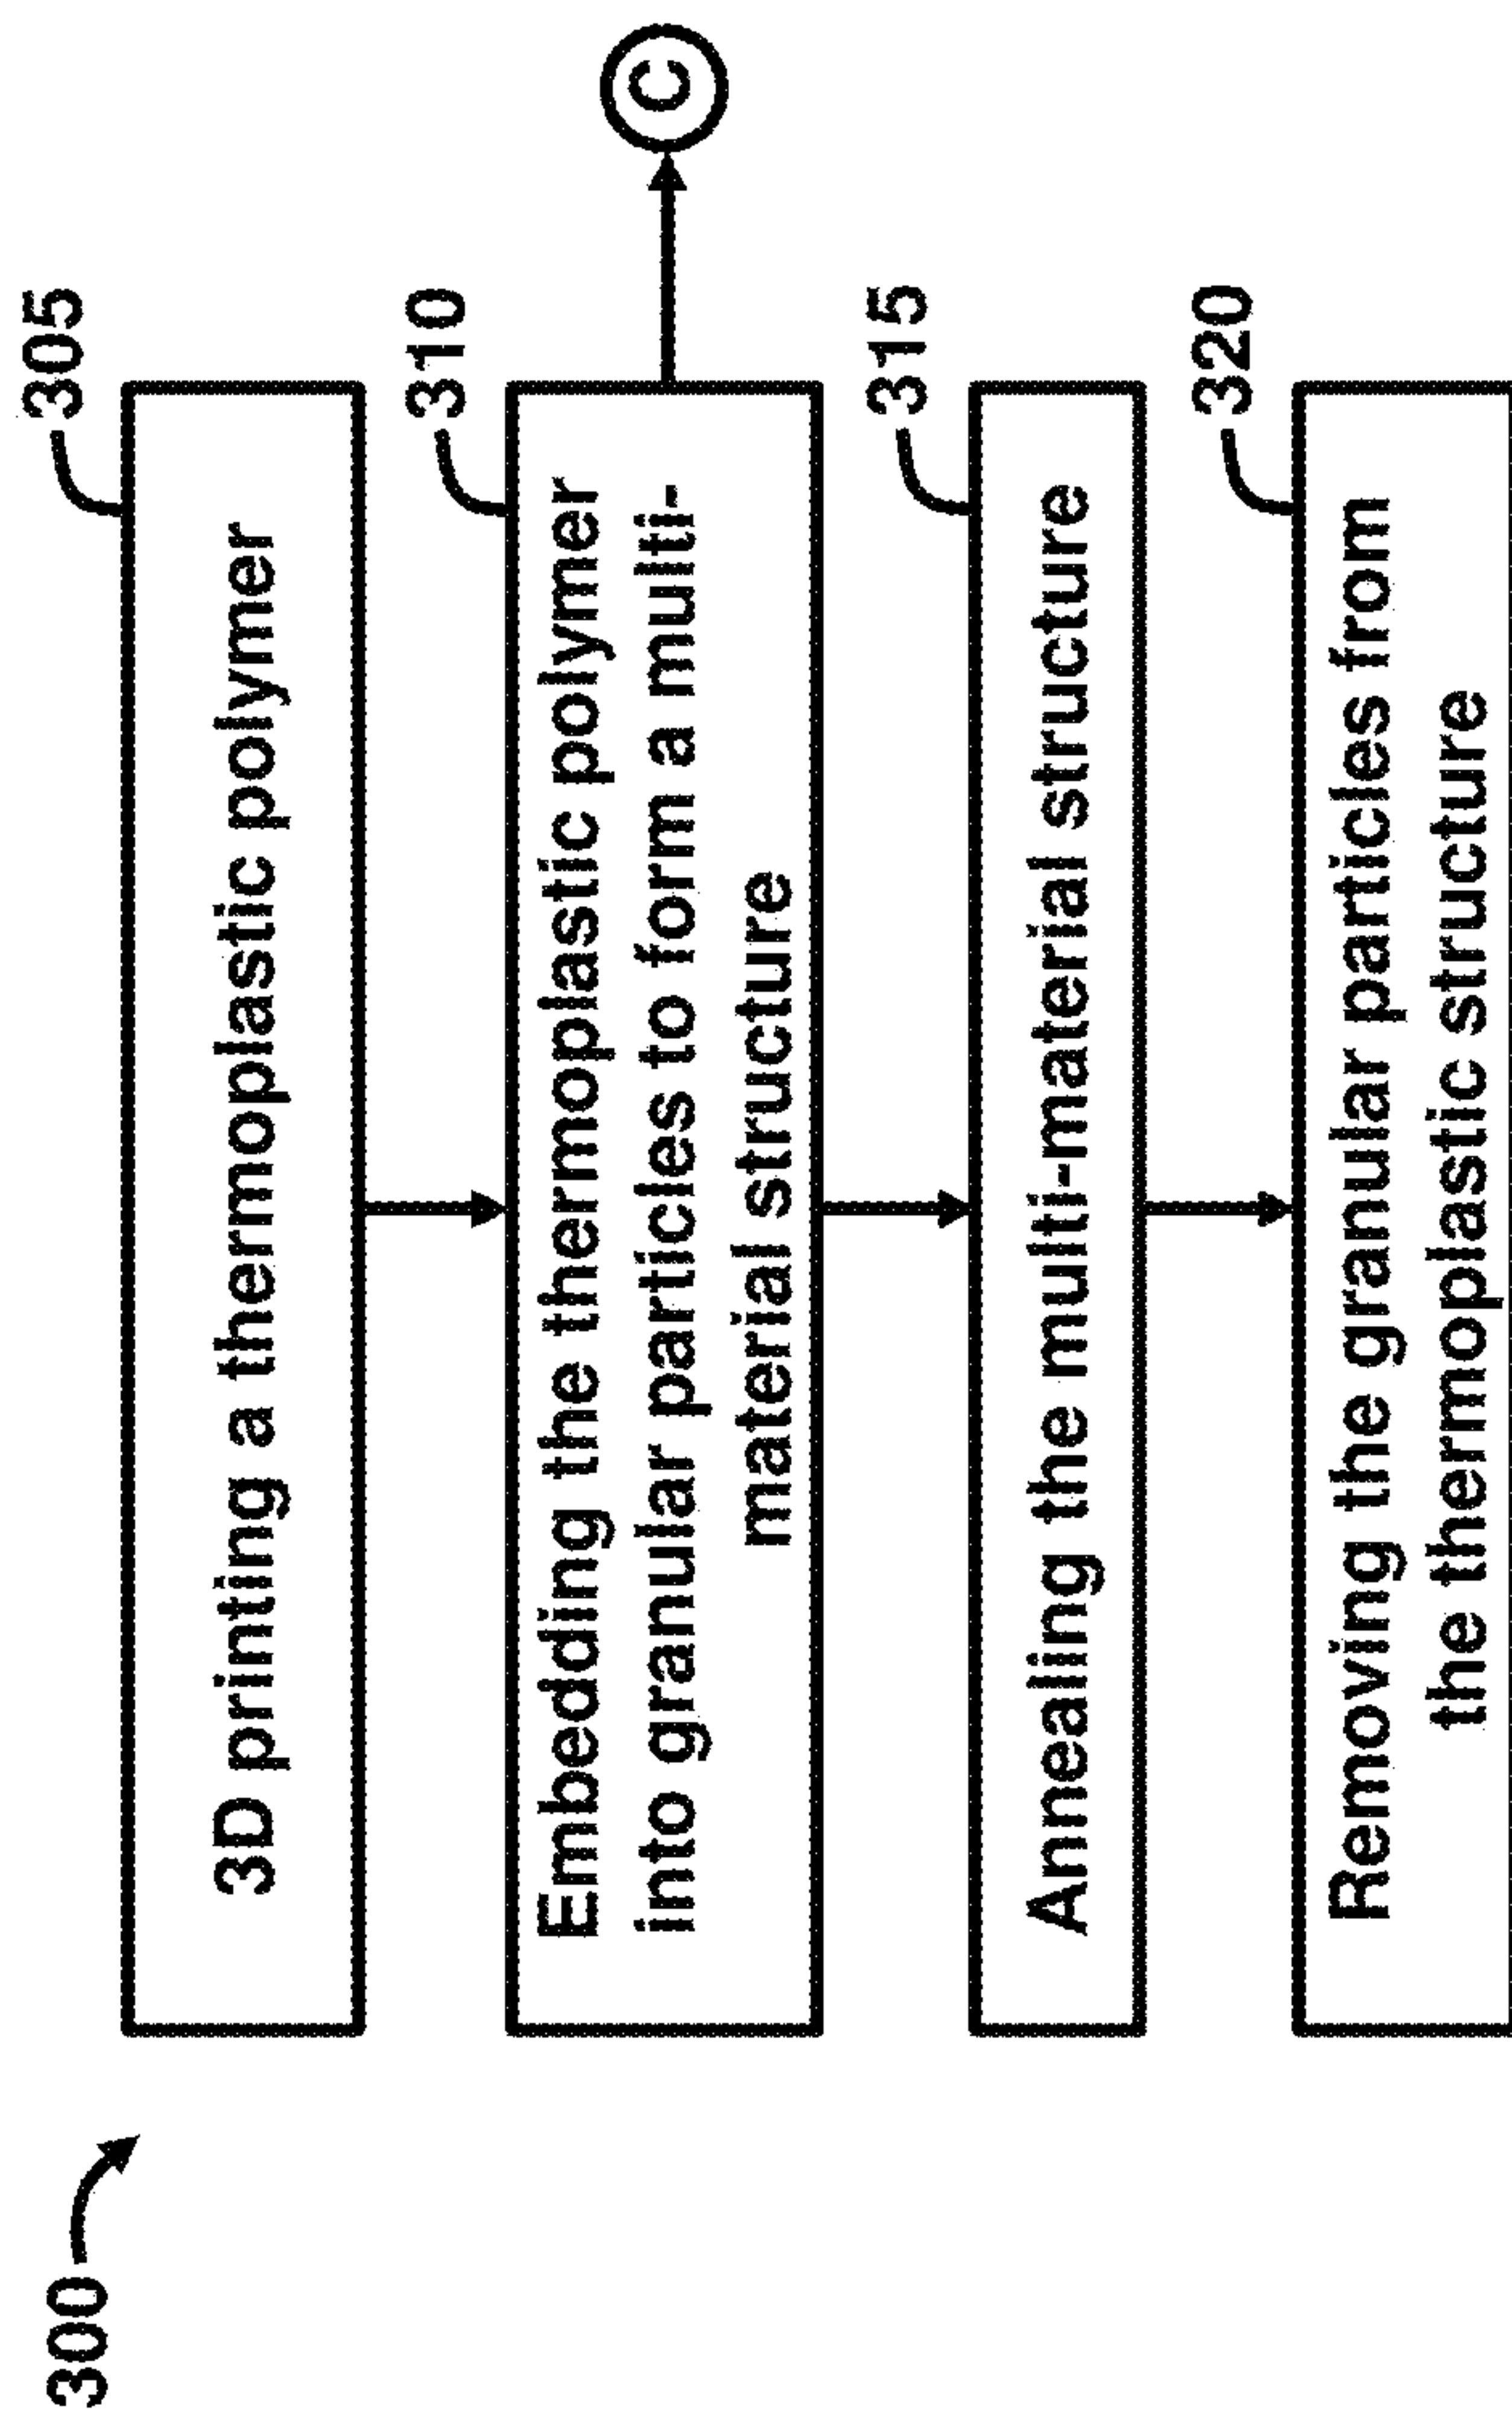 300
305
3D printing a thermoplastic polymer
310
Embedding the thermoplastic polymer
into granular particles to form a multi-
material structure
C
315
Annealing the multi-material structure
320
Removing the granular particles from
the thermoplastic structure